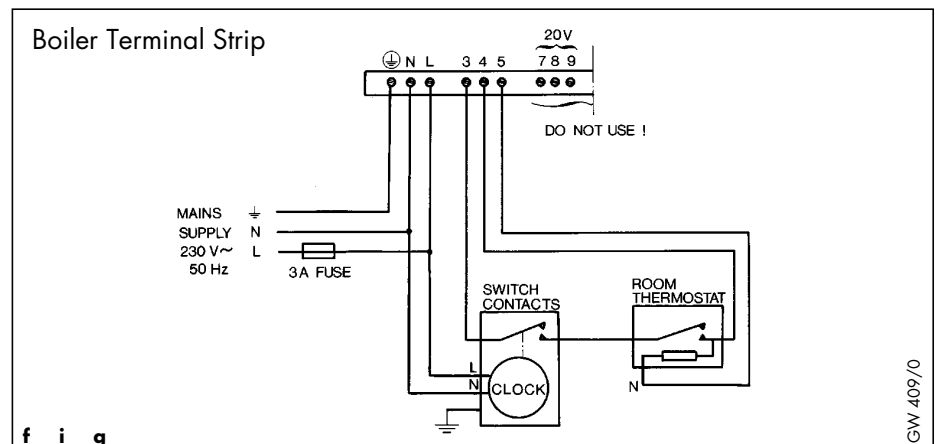 Boiler Terminal Strip
20V
⏚ N L 3 4 5 7 8 9
DO NOT USE !
MAINS ⏚
SUPPLY N
230 V~ L
50 Hz
3A FUSE
SWITCH
CONTACTS
ROOM
THERMOSTAT
L
N
CLOCK
N
GW 409/0
f i g